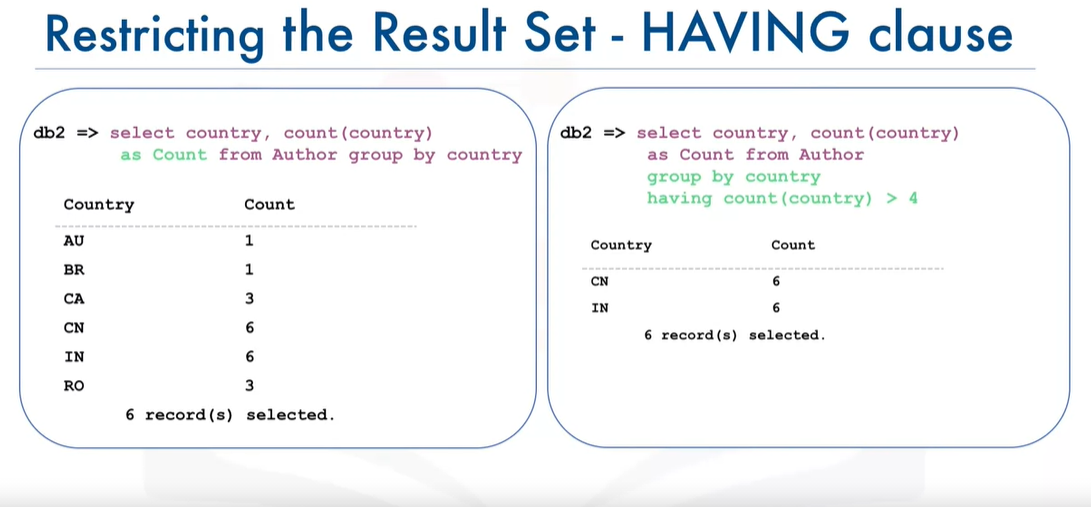 Restricting the Result Set - HAVING clause
db2 => select country, count(country)
as Count from Author group by country
Country Count
AU 1
BR 1
CA 3
CN 6
IN 6
RO 3
6 record(s) selected.
db2 => select country, count(country)
as Count from Author
group by country
having count(country) > 4
Country Count
CN 6
IN 6
6 record(s) selected.